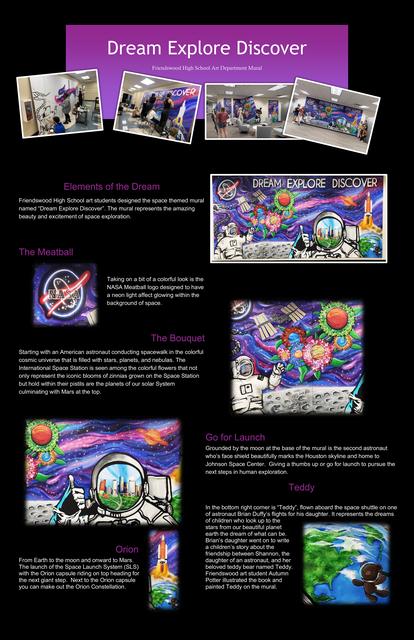 Dream Explore Discover
Friendswood High School Art Department Mural
Elements of the Dream
Friendswood High School art students designed the space themed mural
named "Dream Explore Discover". The mural represents the amazing
beauty and excitement of space exploration.
DREAM EXPLORE DISCOVER
The Meatball
Taking on a bit of a colorful look is the
NASA Meatball logo designed to have
a neon light affect glowing within the
background of space.
The Bouquet
Starting with an American astronaut conducting spacewalk in the colorful
cosmic universe that is filled with stars, planets, and nebulas. The
International Space Station is seen among the colorful flowers that not
only represent the iconic blooms of zinnias grown on the Space Station
but hold within their pistils are the planets of our solar System
culminating with Mars at the top.
Go for Launch
Grounded by the moon at the base of the mural is the second astronaut
who's face shield beautifully marks the Houston skyline and home to
Johnson Space Center. Giving a thumbs up or go for launch to pursue the
next steps in human exploration.
Teddy
In the bottom right corner is "Teddy", flown aboard the space shuttle on one
of astronaut Brian Duffy's flights for his daughter. It represents the dreams
of children who look up to the
stars from our beautiful planet
earth the dream of what can be.
Brian's daughter went on to write
a children's story about the
friendship between Shannon, the
daughter of an astronaut, and her
beloved teddy bear named Teddy.
Friendswood student artist Autumn
Potter illustrated the book and
painted Teddy on the mural.
Orion
From Earth to the moon and onward to Mars.
The launch of the Space Launch System (SLS)
with the Orion capsule riding on top heading for
the next giant step. Next to the Orion capsule
you can make out the Orion Constellation.